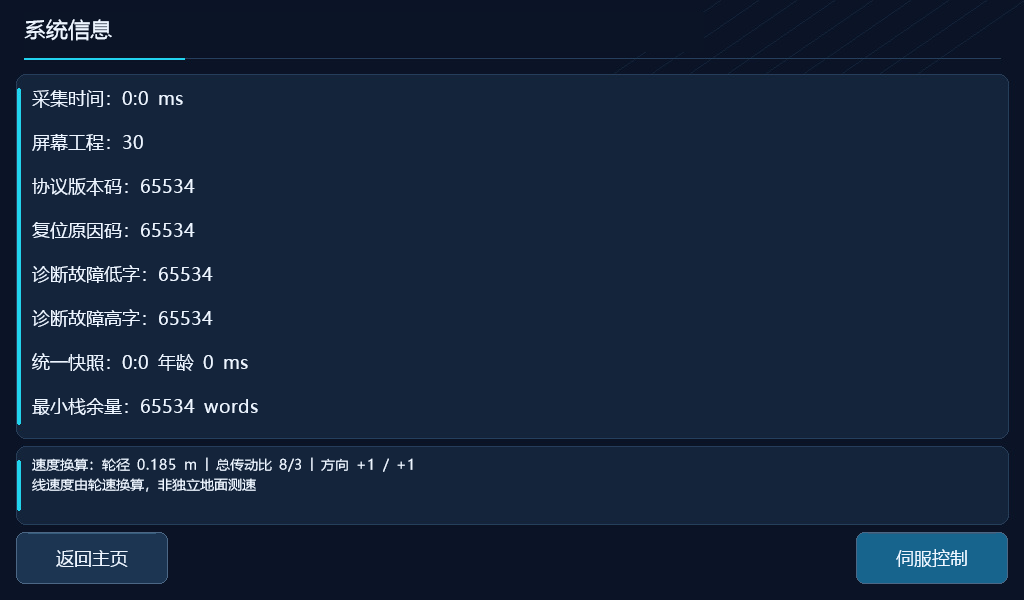 系统信息
采集时间：0:0 ms
屏幕工程：30
协议版本码：65534
复位原因码：65534
诊断故障低字：65534
诊断故障高字：65534
统一快照：0:0 年龄 0 ms
最小栈余量：65534 words
速度换算：轮径 0.185 m | 总传动比 8/3 | 方向 +1 / +1
线速度由轮速换算，非独立地面测速
返回主页
伺服控制